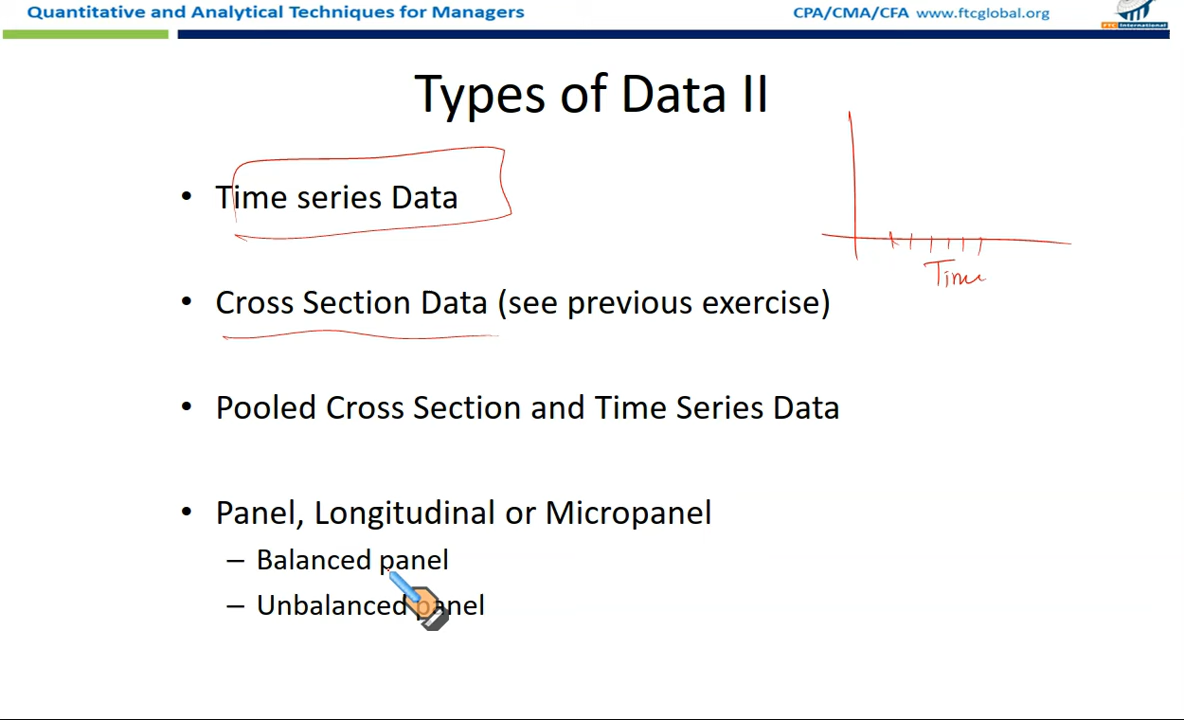 Quantitative and Analytical Techniques for Managers
CPA/CMA/CFA www.ftcglobal.org
FTC International
Types of Data II
• Time series Data
Time
• Cross Section Data (see previous exercise)
• Pooled Cross Section and Time Series Data
• Panel, Longitudinal or Micropanel
– Balanced panel
– Unbalanced panel